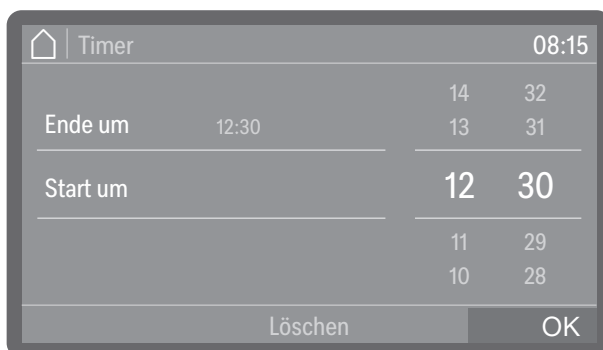 Timer 08:15
14 32
Ende um 12:30 13 31
Start um 12 30
11 29
10 28
Löschen OK